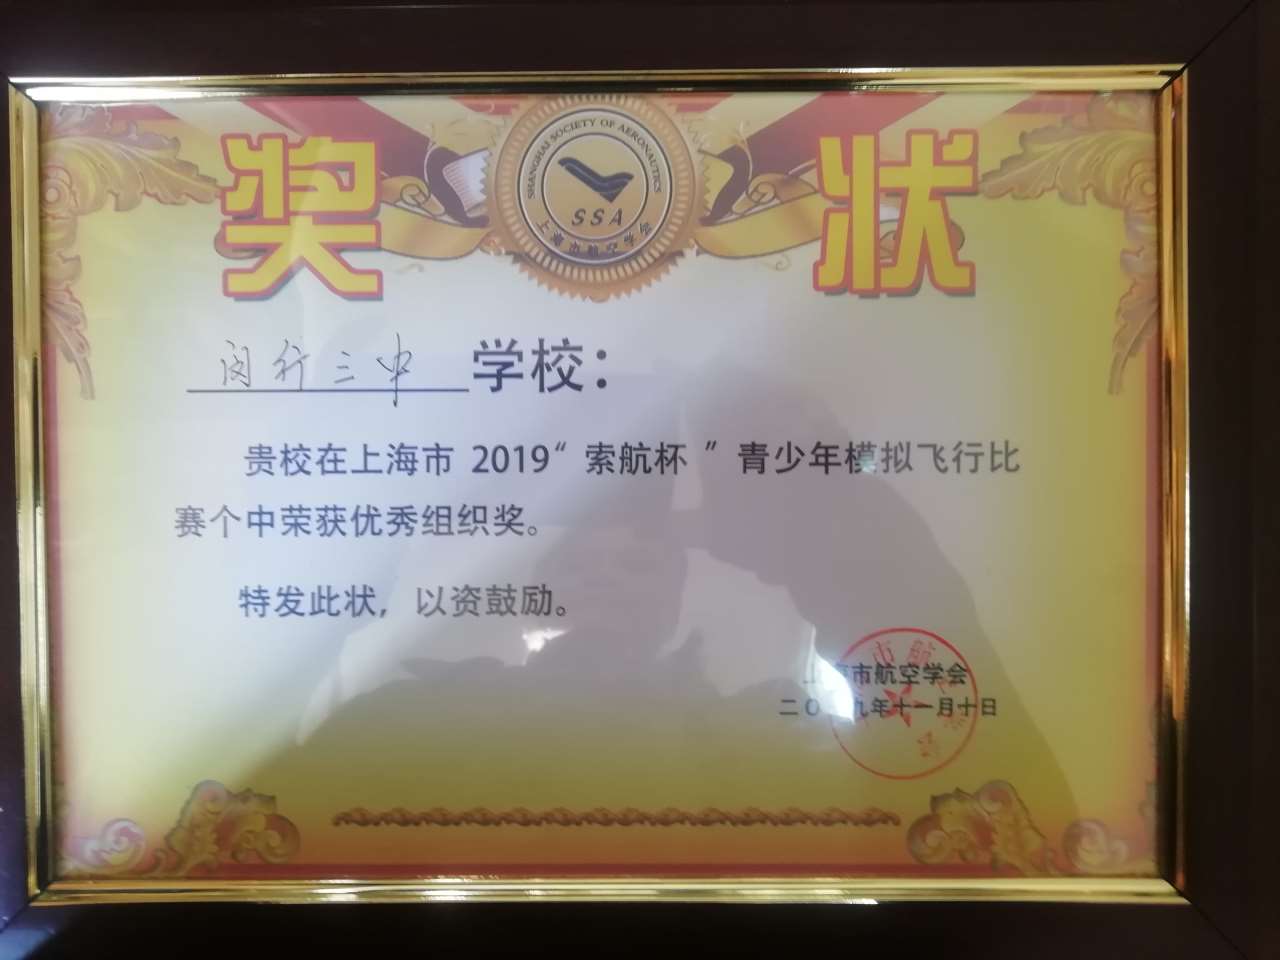 SHANGHAI SOCIETY OF AERONAUTICS
SSA
上海市航空学会
奖 状
闵行三中 学校：
贵校在上海市 2019“ 索航杯 ”青少年模拟飞行比
赛个中荣获优秀组织奖。
特发此状，以资鼓励。
上海市航空学会
二〇一九年十一月十日